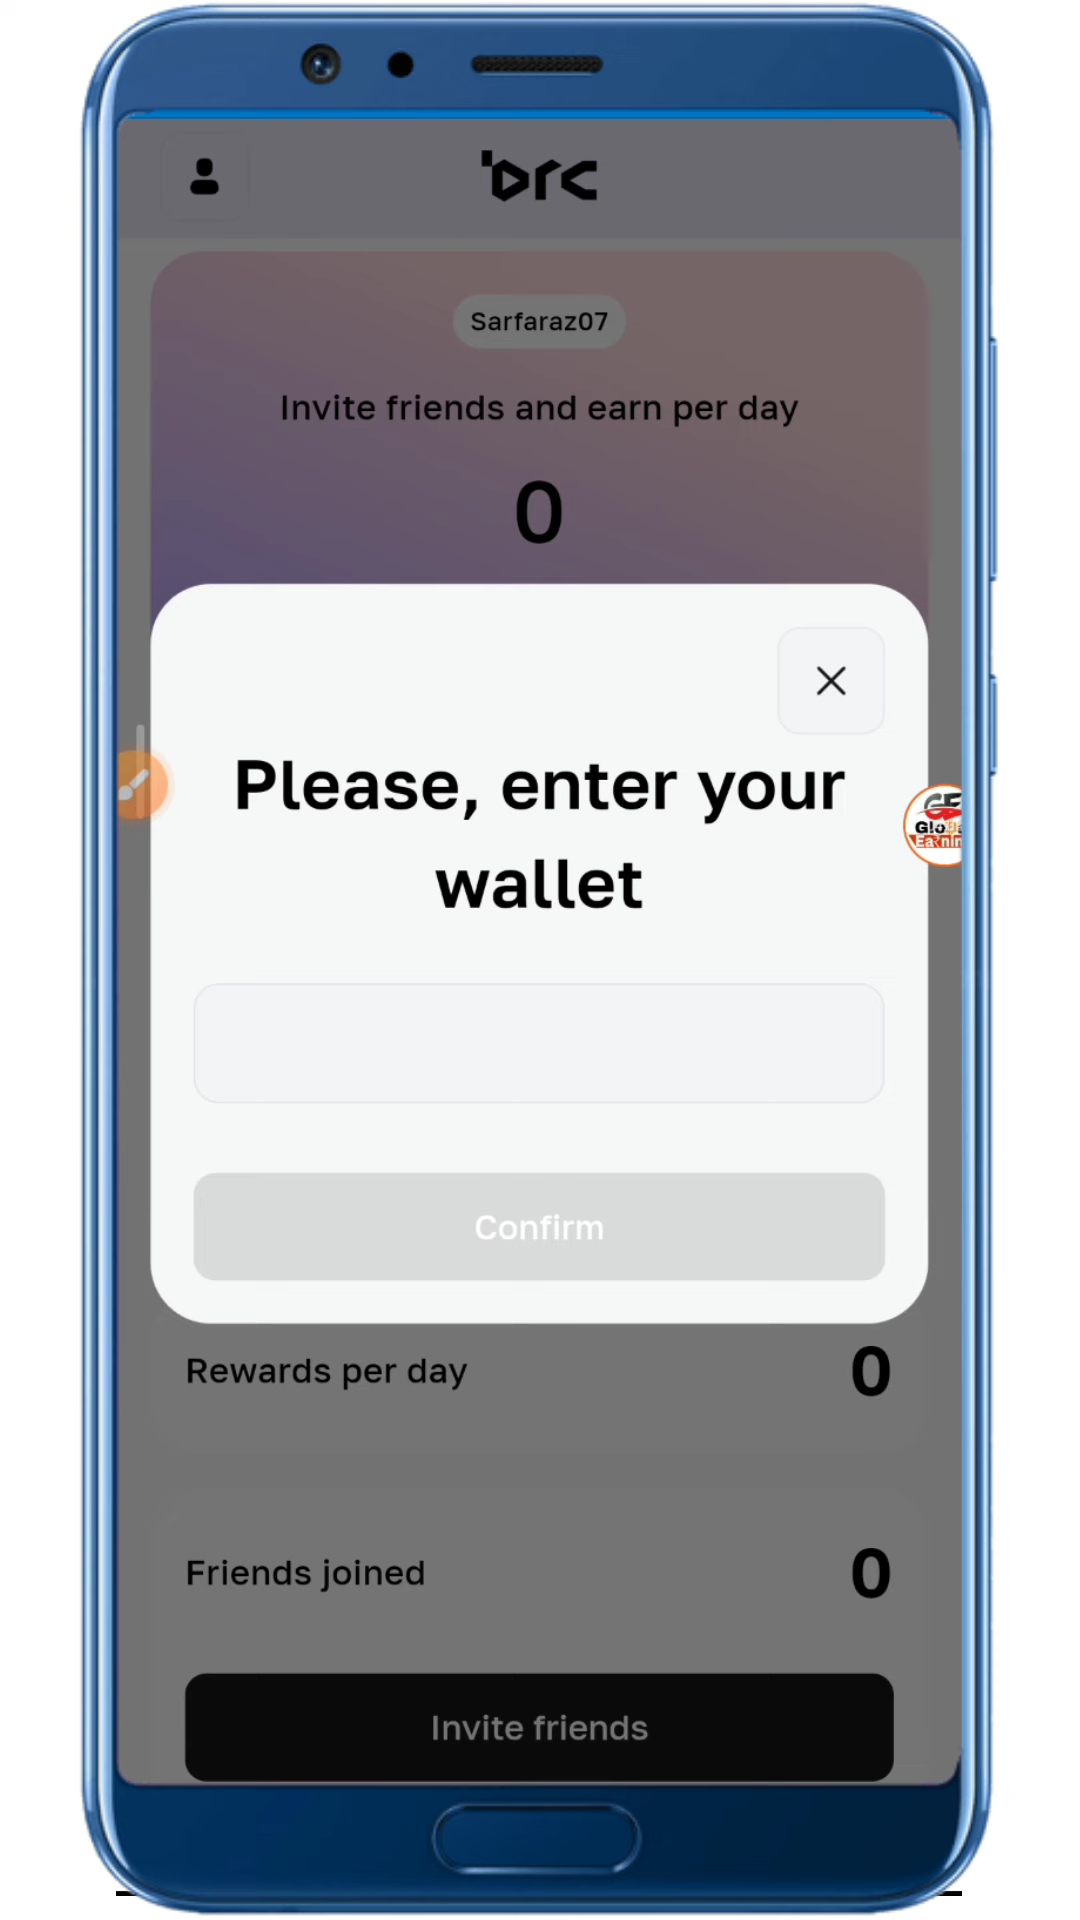 brc
Sarfaraz07
Invite friends and earn per day
0
Please, enter your
wallet
Confirm
Rewards per day
0
Friends joined
0
Invite friends